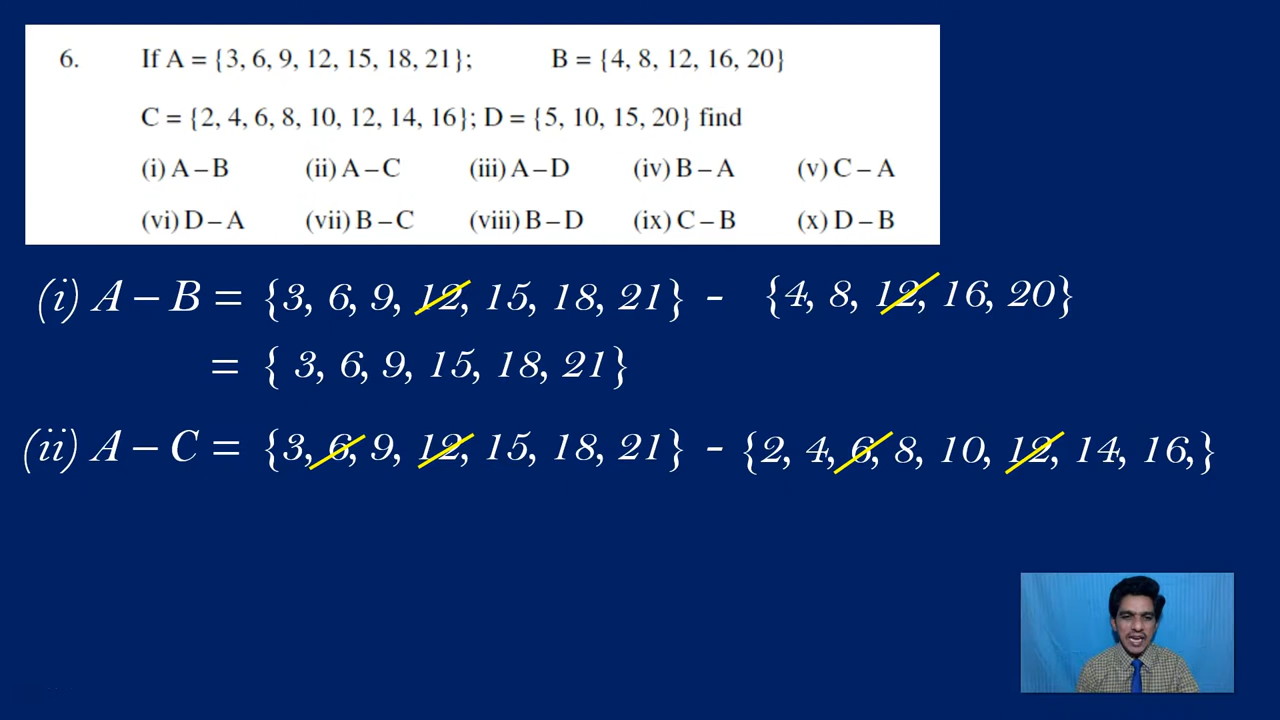 6. If A = {3, 6, 9, 12, 15, 18, 21}; B = {4, 8, 12, 16, 20}
C = {2, 4, 6, 8, 10, 12, 14, 16}; D = {5, 10, 15, 20} find
(i) A – B (ii) A – C (iii) A – D (iv) B – A (v) C – A
(vi) D – A (vii) B – C (viii) B – D (ix) C – B (x) D – B
(i) A – B = {3, 6, 9, 12, 15, 18, 21} - {4, 8, 12, 16, 20}
= { 3, 6, 9, 15, 18, 21}
(ii) A – C = {3, 6, 9, 12, 15, 18, 21} - {2, 4, 6, 8, 10, 12, 14, 16,}